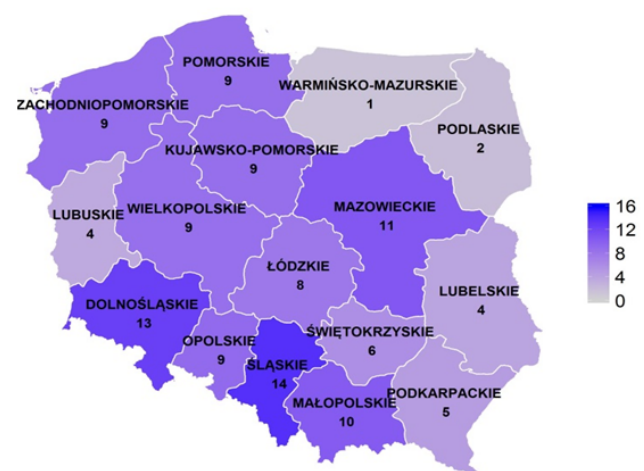 POMORSKIE
9
WARMIŃSKO-MAZURSKIE
1
ZACHODNIOPOMORSKIE
9
PODLASKIE
2
KUJAWSKO-POMORSKIE
9
LUBUSKIE
4
WIELKOPOLSKIE
9
MAZOWIECKIE
11
ŁÓDZKIE
8
LUBELSKIE
4
DOLNOŚLĄSKIE
13
OPOLSKIE
9
ŚLĄSKIE
14
ŚWIĘTOKRZYSKIE
6
MAŁOPOLSKIE
10
PODKARPACKIE
5
16
12
8
4
0